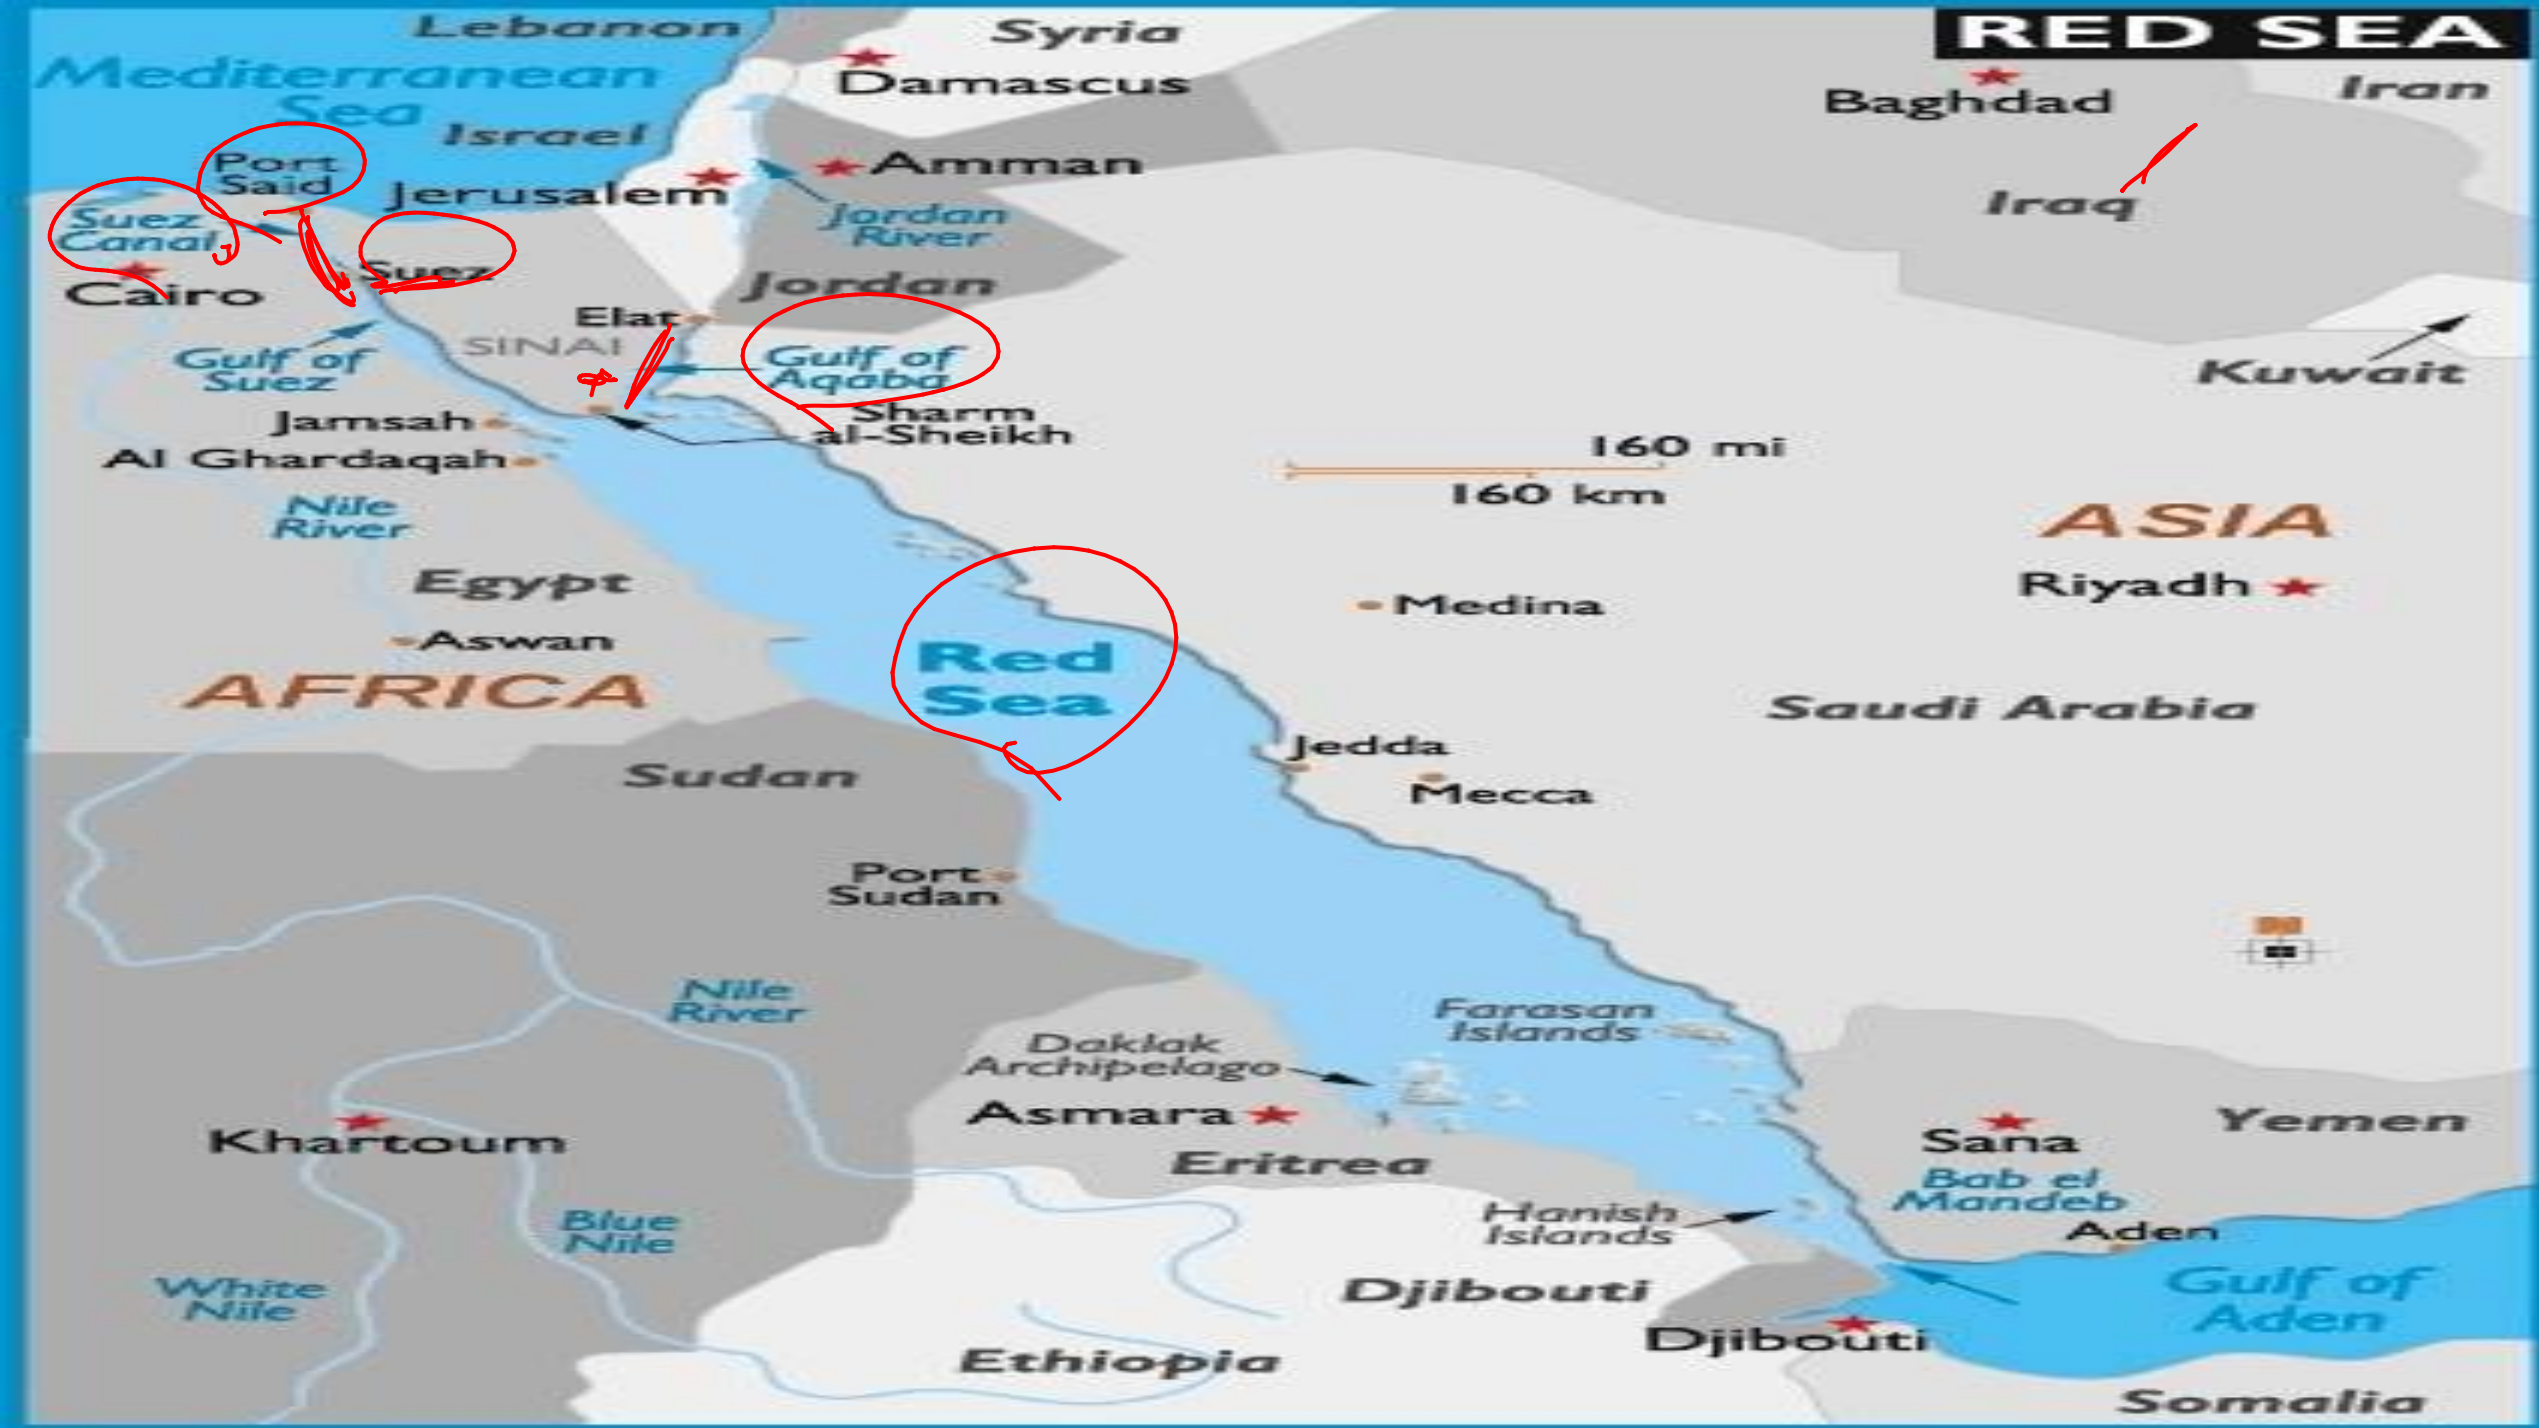 RED SEA
Lebanon
Syria
Mediterranean
Sea
Damascus
Baghdad
Iran
Israel
Port
Said
Jerusalem
Amman
Suez
Canal
Jordan
River
Iraq
Suez
Cairo
Jordan
Elat
SINAI
Gulf of
Suez
Gulf of
Aqaba
Kuwait
Jamsah
Sharm
al-Sheikh
Al Ghardaqah
160 mi
160 km
Nile
River
ASIA
Egypt
Medina
Riyadh
Aswan
AFRICA
Red
Sea
Saudi Arabia
Sudan
Jedda
Mecca
Port
Sudan
Nile
River
Farasan
Islands
Daklak
Archipelago
Asmara
Khartoum
Eritrea
Sana
Yemen
Bab el
Mandeb
Blue
Nile
Hanish
Islands
Aden
White
Nile
Djibouti
Gulf of
Aden
Djibouti
Ethiopia
Somalia